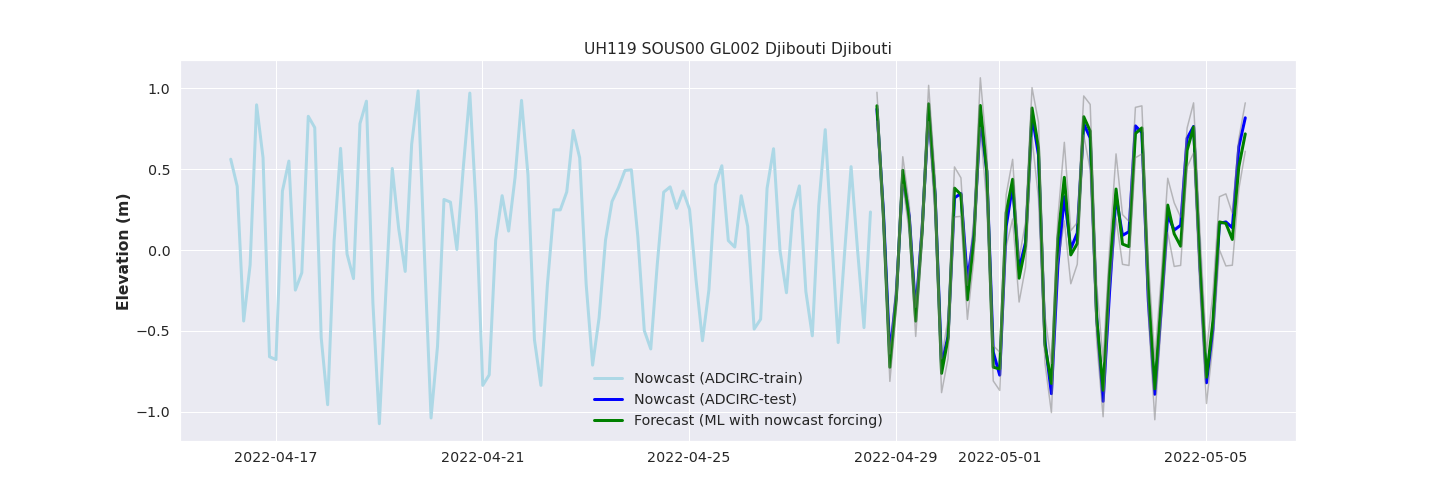 UH119 SOUS00 GL002 Djibouti Djibouti
Elevation (m)
1.0
0.5
0.0
−0.5
−1.0
Nowcast (ADCIRC-train)
Nowcast (ADCIRC-test)
Forecast (ML with nowcast forcing)
2022-04-17 2022-04-21 2022-04-25 2022-04-29 2022-05-01 2022-05-05